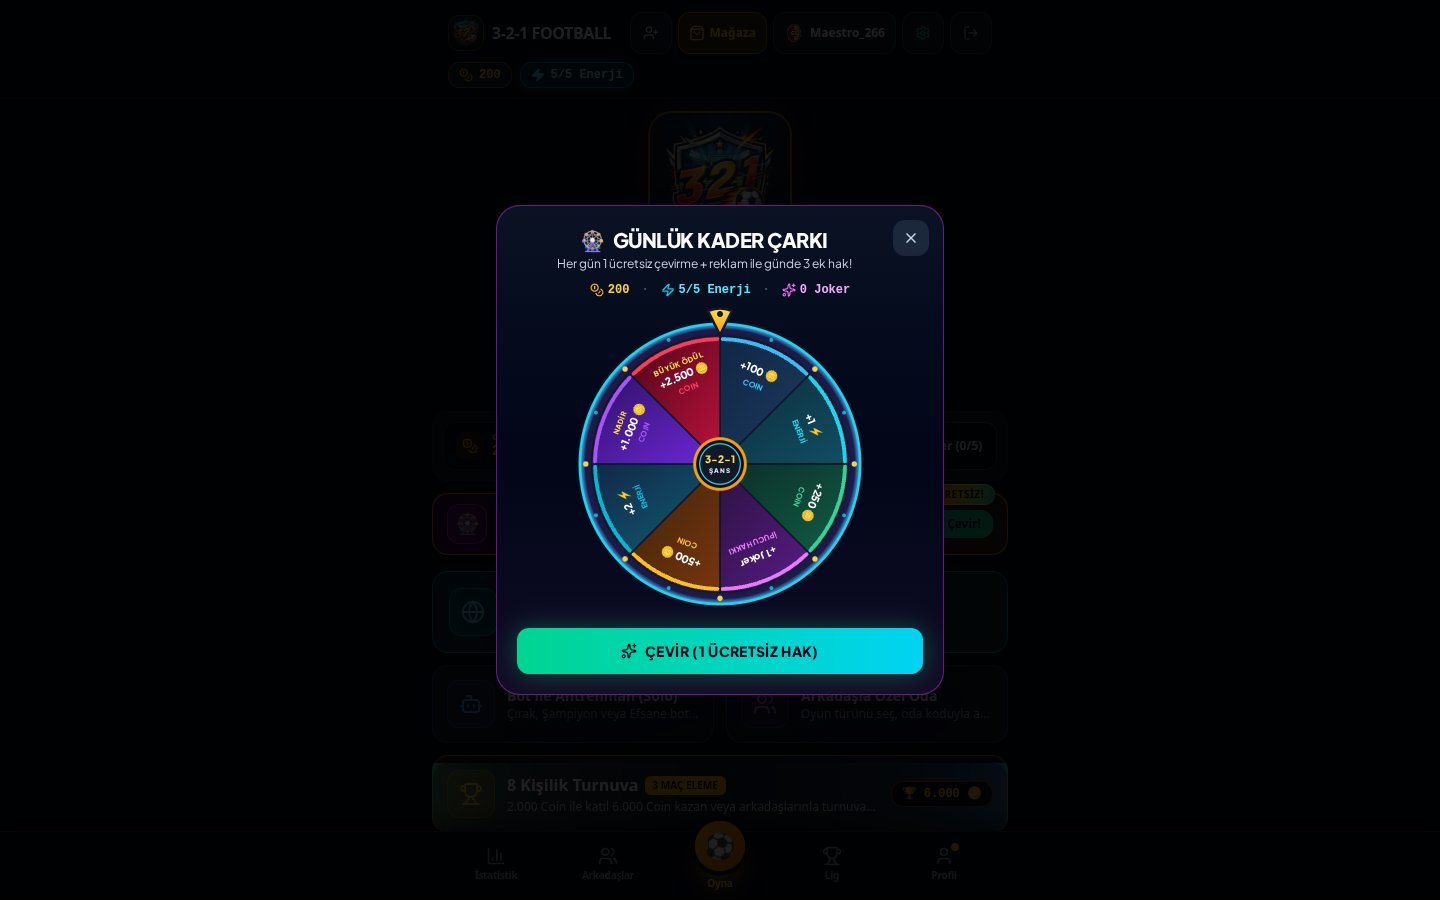 3-2-1 FOOTBALL
Mağaza
Maestro_266
200
5/5 Enerji
321
GÜNLÜK KADER ÇARKI
Her gün 1 ücretsiz çevirme + reklam ile günde 3 ek hak!
200 · 5/5 Enerji · 0 Joker
BÜYÜK ÖDÜL
+2.500
COIN
+100
COIN
+1
ENERJİ
+250
COIN
+1 Joker
İPUCU HAKKI
+500
COIN
+2
ENERJİ
NADİR
+1.000
COIN
3-2-1
ŞANS
(0/5)
Çevir!
ÇEVİR (1 ÜCRETSİZ HAK)
Bot ile Antrenman (Solo)
Çırak, Şampiyon veya Efsane bot...
Arkadaşla Özel Oda
Oyun türünü seç, oda koduyla a...
8 Kişilik Turnuva
3 MAÇ ELEME
2.000 Coin ile katıl 6.000 Coin kazan veya arkadaşlarınla turnuva...
6.000
İstatistik
Arkadaşlar
Oyna
Lig
Profil